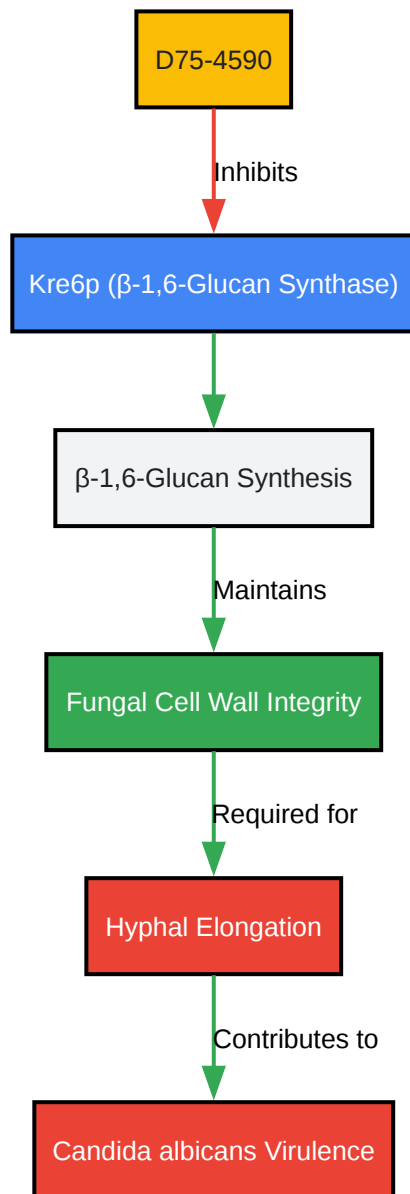 D75-4590
Inhibits
Kre6p (β-1,6-Glucan Synthase)
β-1,6-Glucan Synthesis
Maintains
Fungal Cell Wall Integrity
Required for
Hyphal Elongation
Contributes to
Candida albicans Virulence